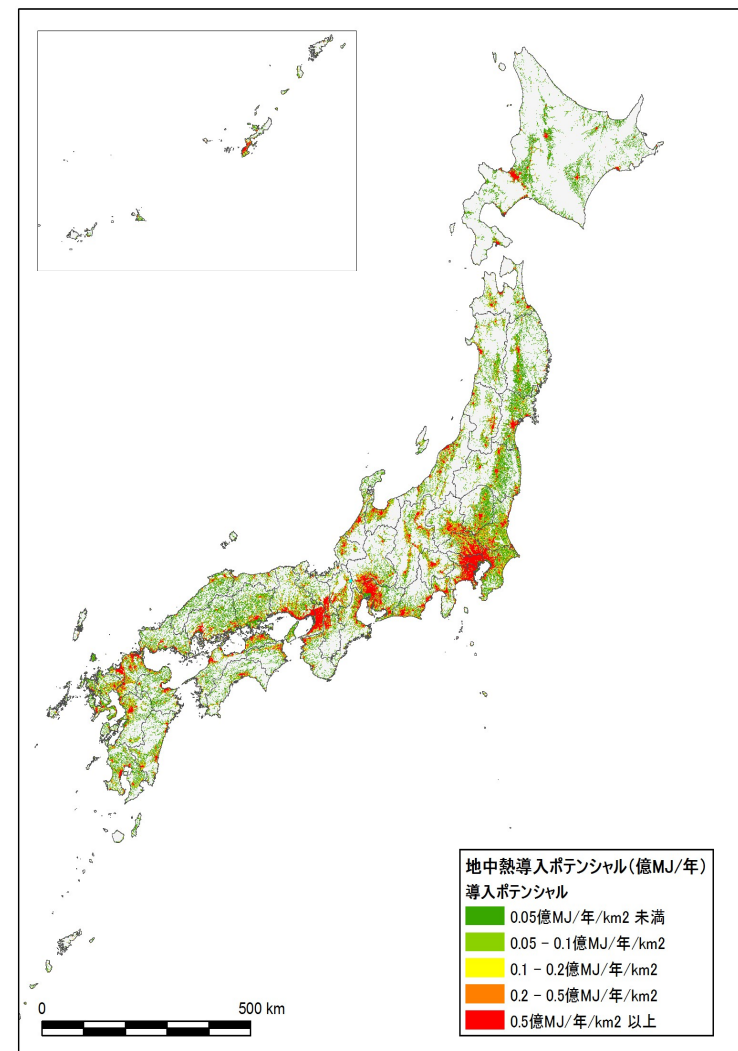 地中熱導入ポテンシャル(億MJ/年)
導入ポテンシャル
0.05億MJ/年/km2 未満
0.05 - 0.1億MJ/年/km2
0.1 - 0.2億MJ/年/km2
0.2 - 0.5億MJ/年/km2
0.5億MJ/年/km2 以上
0 500 km